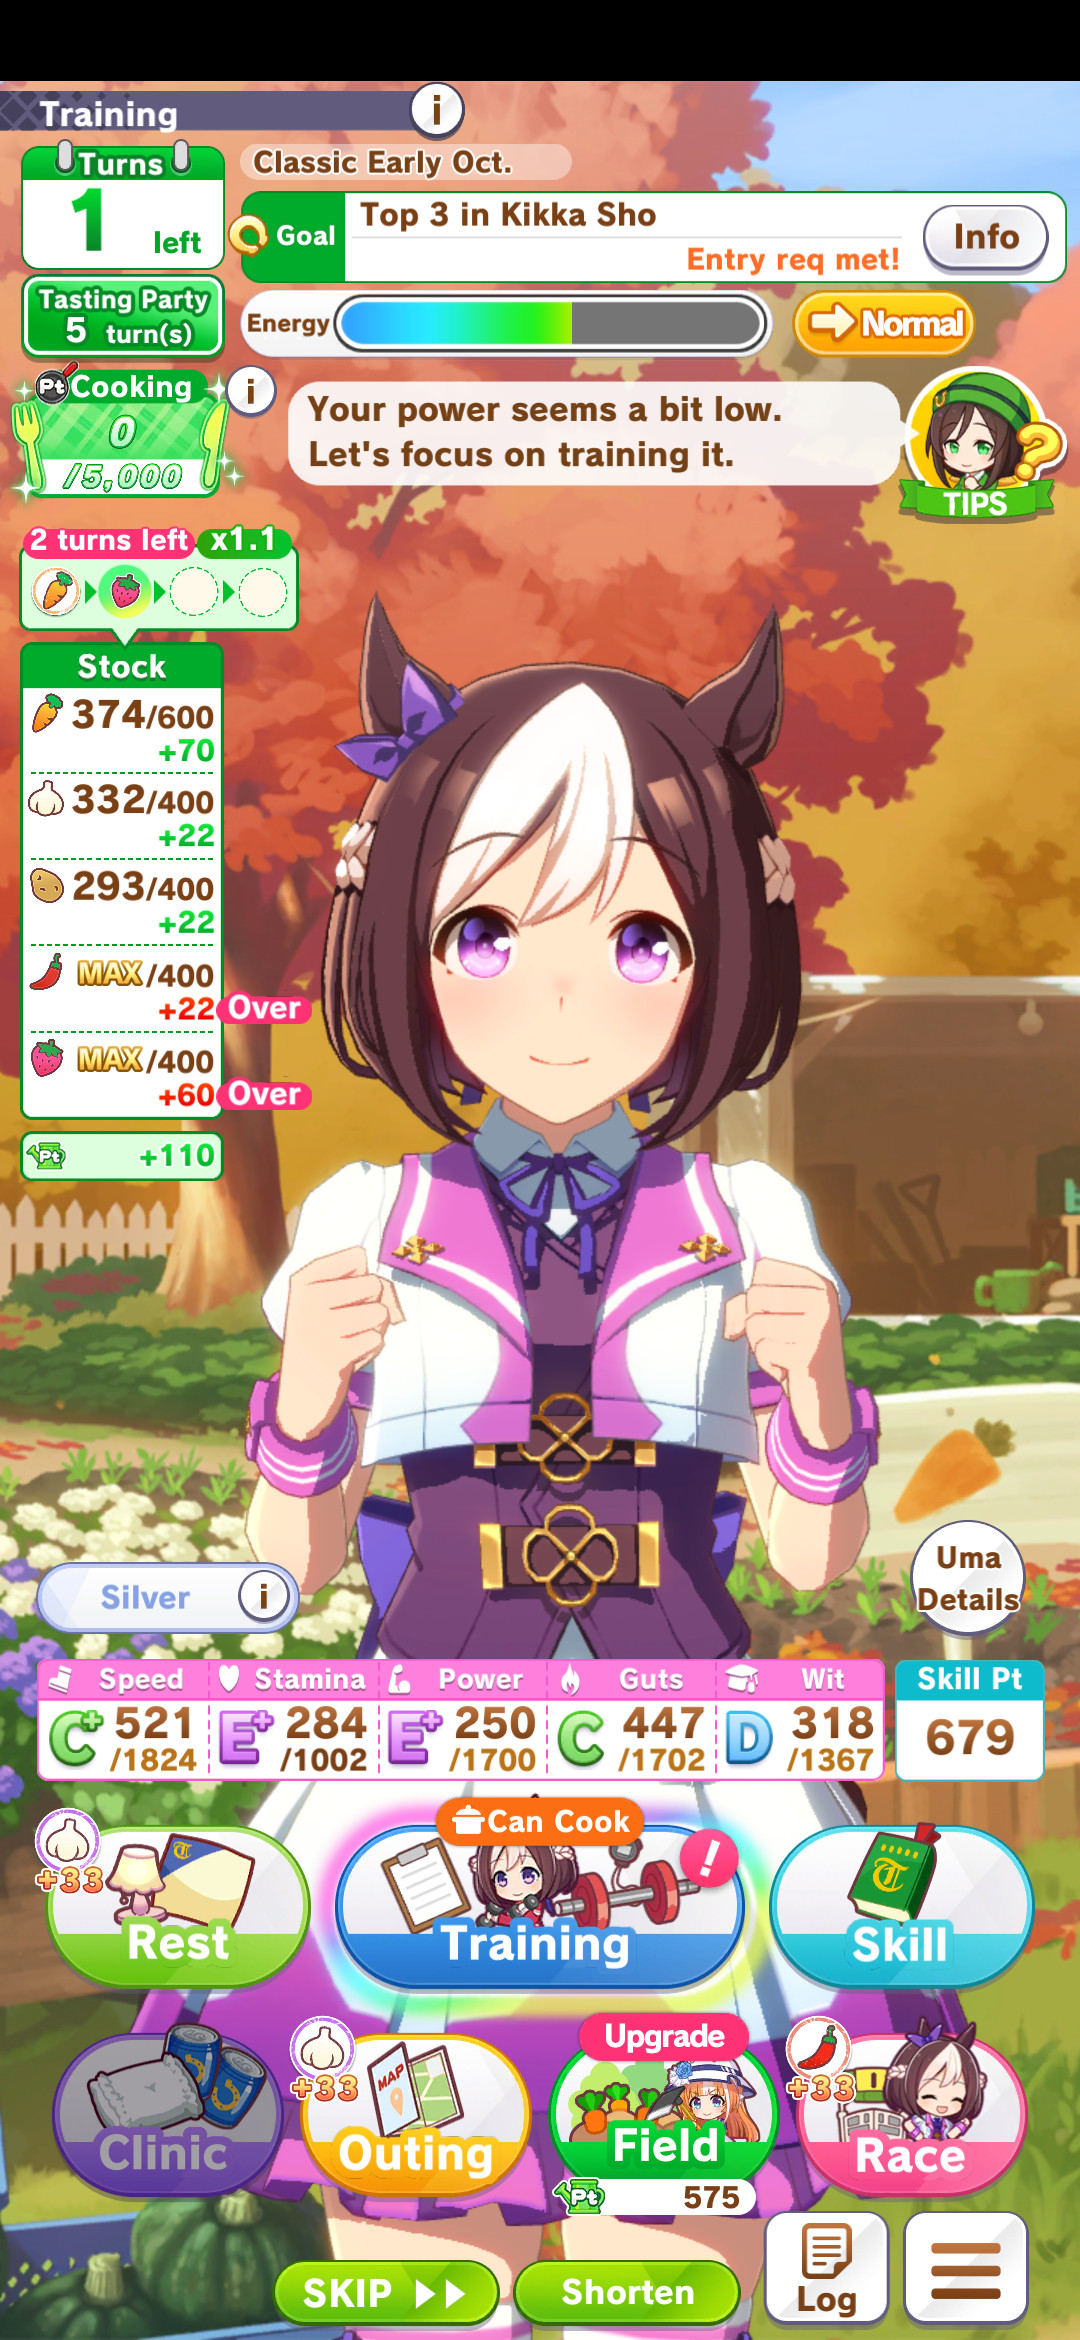 Training
i
Turns
1 left
Classic Early Oct.
Goal
Top 3 in Kikka Sho
Entry req met!
Info
Tasting Party
5 turn(s)
Energy
Normal
Pt Cooking
0
/5,000
i
Your power seems a bit low.
Let's focus on training it.
TIPS
2 turns left x1.1
Stock
374/600
+70
332/400
+22
293/400
+22
MAX/400
+22 Over
MAX/400
+60 Over
Pt +110
Silver i
Uma
Details
Speed Stamina Power Guts Wit Skill Pt
C+ 521 E+ 284 E+ 250 C 447 D 318 679
/1824 /1002 /1700 /1702 /1367
Can Cook
+33
Rest
Training
Skill
Upgrade
+33
+33
MAP
Clinic
Outing
Field
Race
Pt 575
SKIP
Shorten
Log